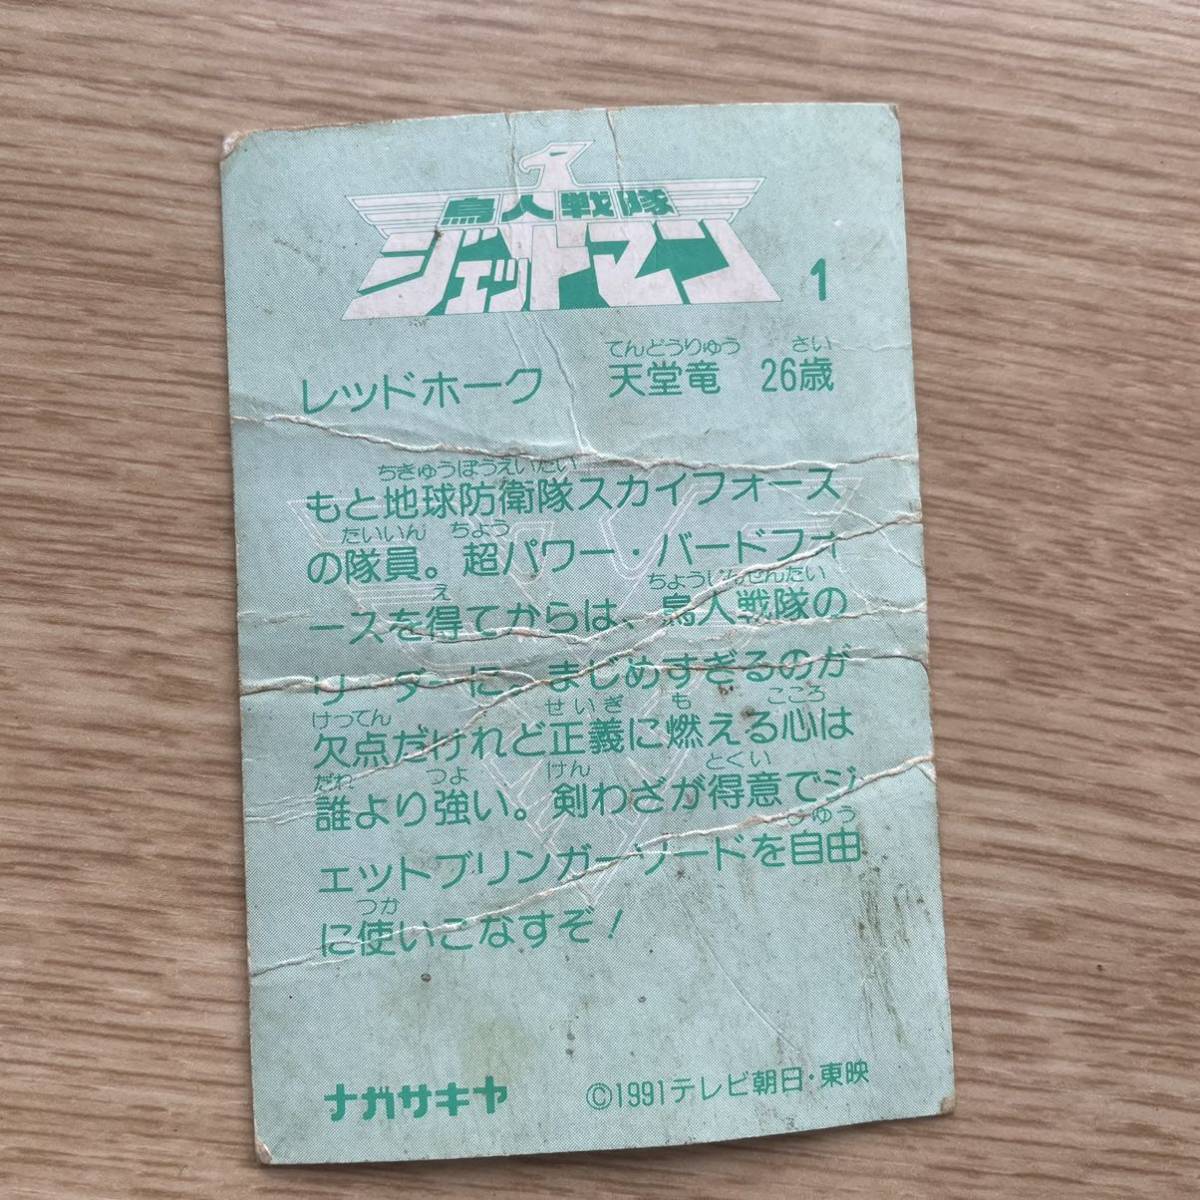 鳥人戦隊
ジェットマン
1
てんどうりゅう さい
レッドホーク 天堂竜 26歳
ちきゅうぼうえいたい
もと地球防衛隊スカイフォース
たいいん ちょう
の隊員。超パワー・バードフォ
え ちょうじんせんたい
ースを得てからは、鳥人戦隊の
リーダーに。まじめすぎるのが
けってん せいぎ も こころ
欠点だけれど正義に燃える心は
だれ つよ けん とくい
誰より強い。剣わざが得意でジ
じゆう
ェットブリンガーソードを自由
つか
に使いこなすぞ！
ナガサキヤ
©1991テレビ朝日・東映